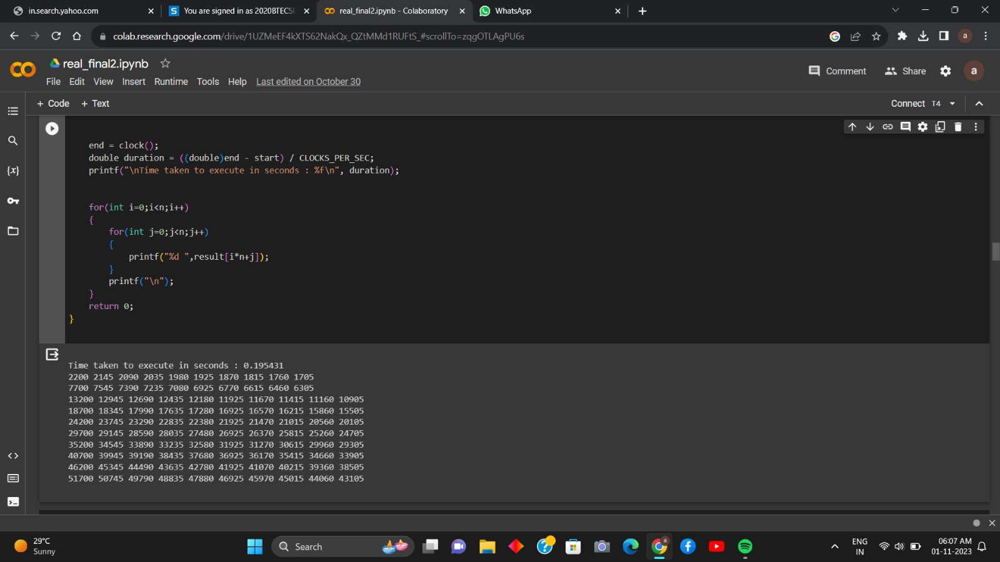 in.search.yahoo.com
You are signed in as 2020BTECS
real_final2.ipynb - Colaboratory
WhatsApp
colab.research.google.com/drive/1UZMeEF4kXTS62NakQx_QZtMMd1RUFtS_#scrollTo=zqgOTLAgPU6s
real_final2.ipynb
File Edit View Insert Runtime Tools Help Last edited on October 30
Comment Share a
+ Code + Text
Connect T4
end = clock();
double duration = ((double)end - start) / CLOCKS_PER_SEC;
printf("\nTime taken to execute in seconds : %f\n", duration);
for(int i=0;i<n;i++)
{
for(int j=0;j<n;j++)
{
printf("%d ",result[i*n+j]);
}
printf("\n");
}
return 0;
}
Time taken to execute in seconds : 0.195431
2200 2145 2090 2035 1980 1925 1870 1815 1760 1705
7700 7545 7390 7235 7080 6925 6770 6615 6460 6305
13200 12945 12690 12435 12180 11925 11670 11415 11160 10905
18700 18345 17990 17635 17280 16925 16570 16215 15860 15505
24200 23745 23290 22835 22380 21925 21470 21015 20560 20105
29700 29145 28590 28035 27480 26925 26370 25815 25260 24705
35200 34545 33890 33235 32580 31925 31270 30615 29960 29305
40700 39945 39190 38435 37680 36925 36170 35415 34660 33905
46200 45345 44490 43635 42780 41925 41070 40215 39360 38505
51700 50745 49790 48835 47880 46925 45970 45015 44060 43105
29°C
Sunny
Search
ENG
IN
06:07 AM
01-11-2023